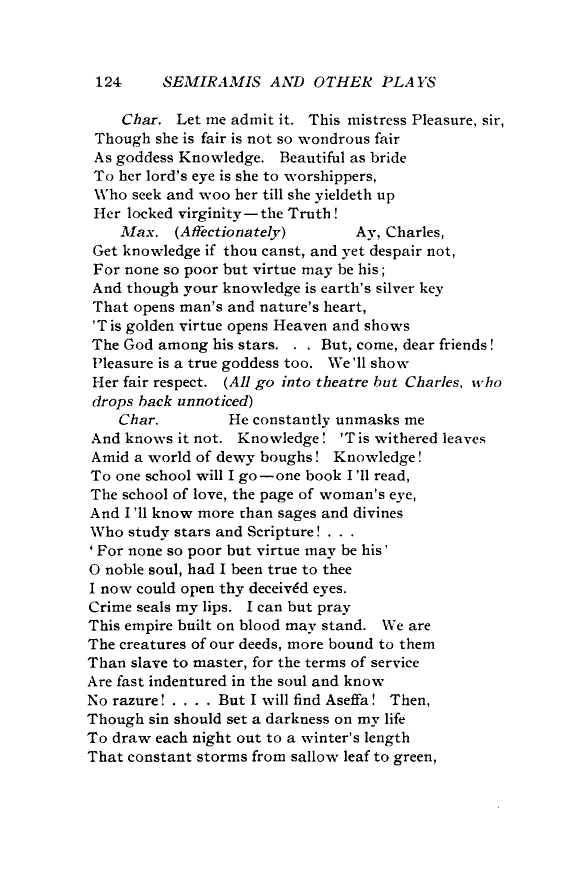 124 SEMIRAMIS AND OTHER PLAYS
Char. Let me admit it. This mistress Pleasure, sir,
Though she is fair is not so wondrous fair
As goddess Knowledge. Beautiful as bride
To her lord's eye is she to worshippers,
Who seek and woo her till she yieldeth up
Her locked virginity—the Truth!
Max. (Affectionately) Ay, Charles,
Get knowledge if thou canst, and yet despair not,
For none so poor but virtue may be his;
And though your knowledge is earth's silver key
That opens man's and nature's heart,
'Tis golden virtue opens Heaven and shows
The God among his stars. . . But, come, dear friends!
Pleasure is a true goddess too. We'll show
Her fair respect. (All go into theatre but Charles, who
drops back unnoticed)
Char. He constantly unmasks me
And knows it not. Knowledge! 'Tis withered leaves
Amid a world of dewy boughs! Knowledge!
To one school will I go—one book I'll read,
The school of love, the page of woman's eye,
And I'll know more than sages and divines
Who study stars and Scripture! . . .
'For none so poor but virtue may be his'
O noble soul, had I been true to thee
I now could open thy deceivéd eyes.
Crime seals my lips. I can but pray
This empire built on blood may stand. We are
The creatures of our deeds, more bound to them
Than slave to master, for the terms of service
Are fast indentured in the soul and know
No razure! . . . . But I will find Aseffa! Then,
Though sin should set a darkness on my life
To draw each night out to a winter's length
That constant storms from sallow leaf to green,